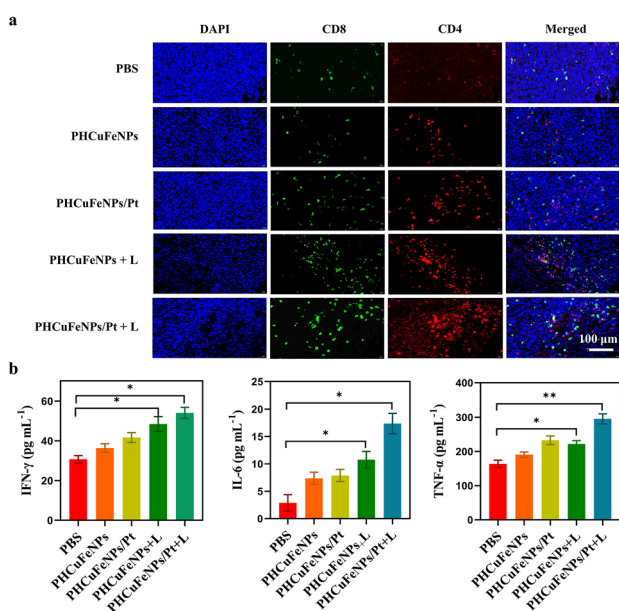 a
DAPI CD8 CD4 Merged
PBS
PHCuFeNPs
PHCuFeNPs/Pt
PHCuFeNPs + L
PHCuFeNPs/Pt + L
100 μm
b
IFN-γ (pg mL⁻¹)
60
40
20
0
*
*
PBS
PHCuFeNPs
PHCuFeNPs/Pt
PHCuFeNPs+L
PHCuFeNPs/Pt+L
IL-6 (pg mL⁻¹)
25
20
15
10
5
0
*
*
PBS
PHCuFeNPs
PHCuFeNPs/Pt
PHCuFeNPs+L
PHCuFeNPs/Pt+L
TNF-α (pg mL⁻¹)
400
300
200
100
0
**
*
PBS
PHCuFeNPs
PHCuFeNPs/Pt
PHCuFeNPs+L
PHCuFeNPs/Pt+L